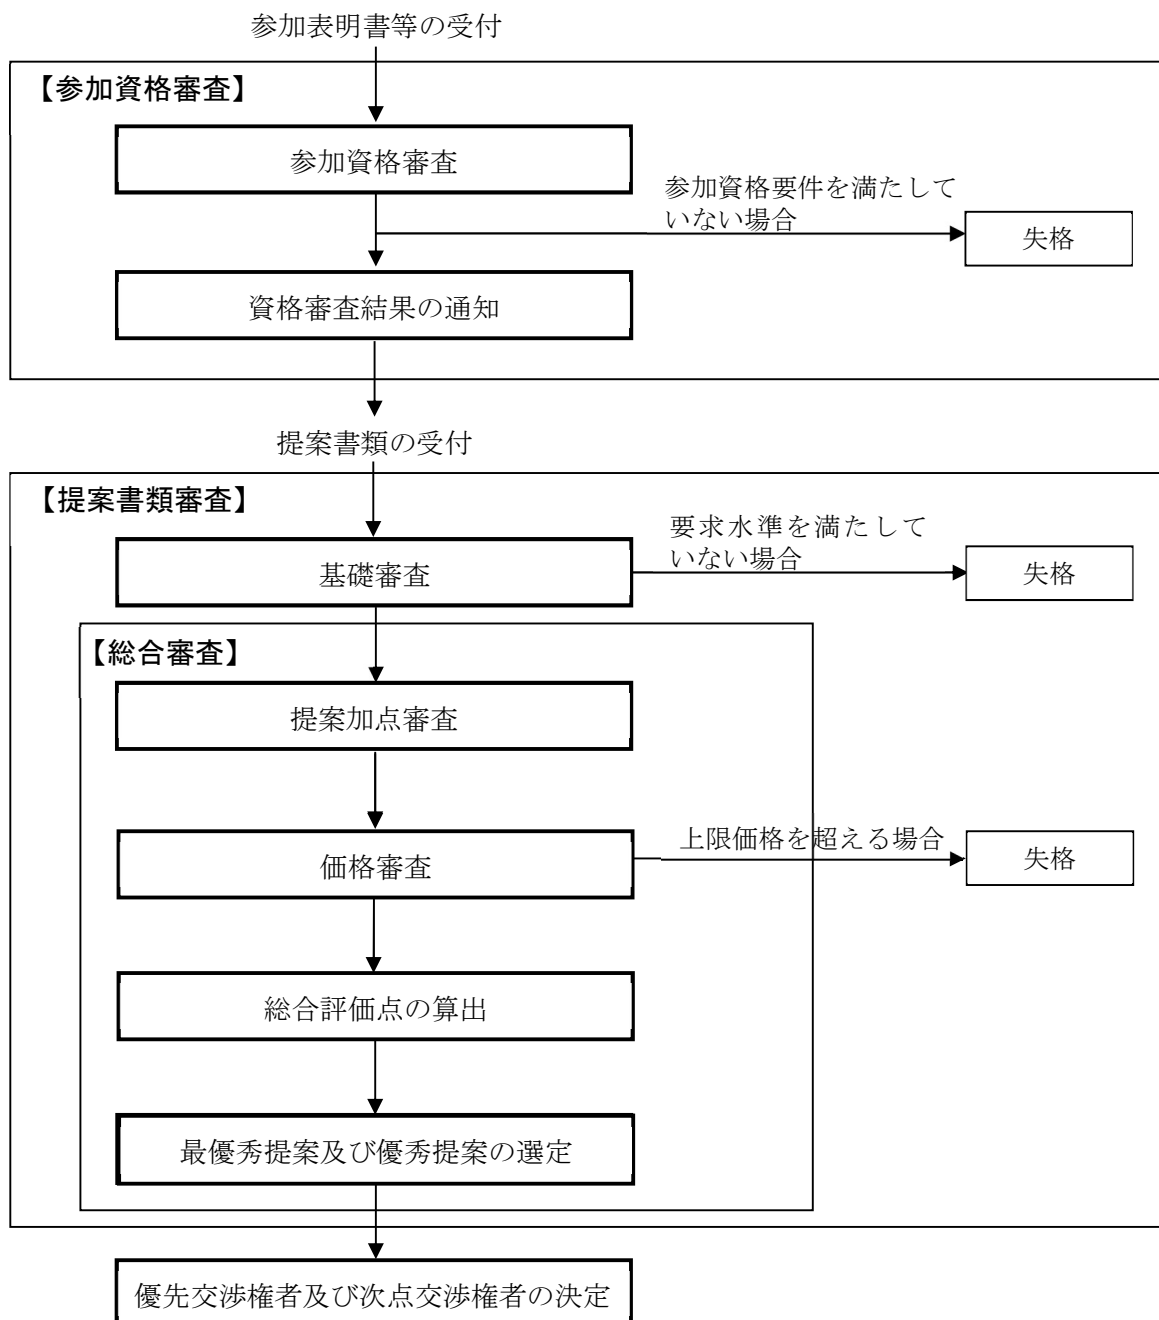 参加表明書等の受付
【参加資格審査】
参加資格審査
参加資格要件を満たして
いない場合
失格
資格審査結果の通知
提案書類の受付
【提案書類審査】
要求水準を満たして
いない場合
基礎審査
失格
【総合審査】
提案加点審査
上限価格を超える場合
価格審査
失格
総合評価点の算出
最優秀提案及び優秀提案の選定
優先交渉権者及び次点交渉権者の決定